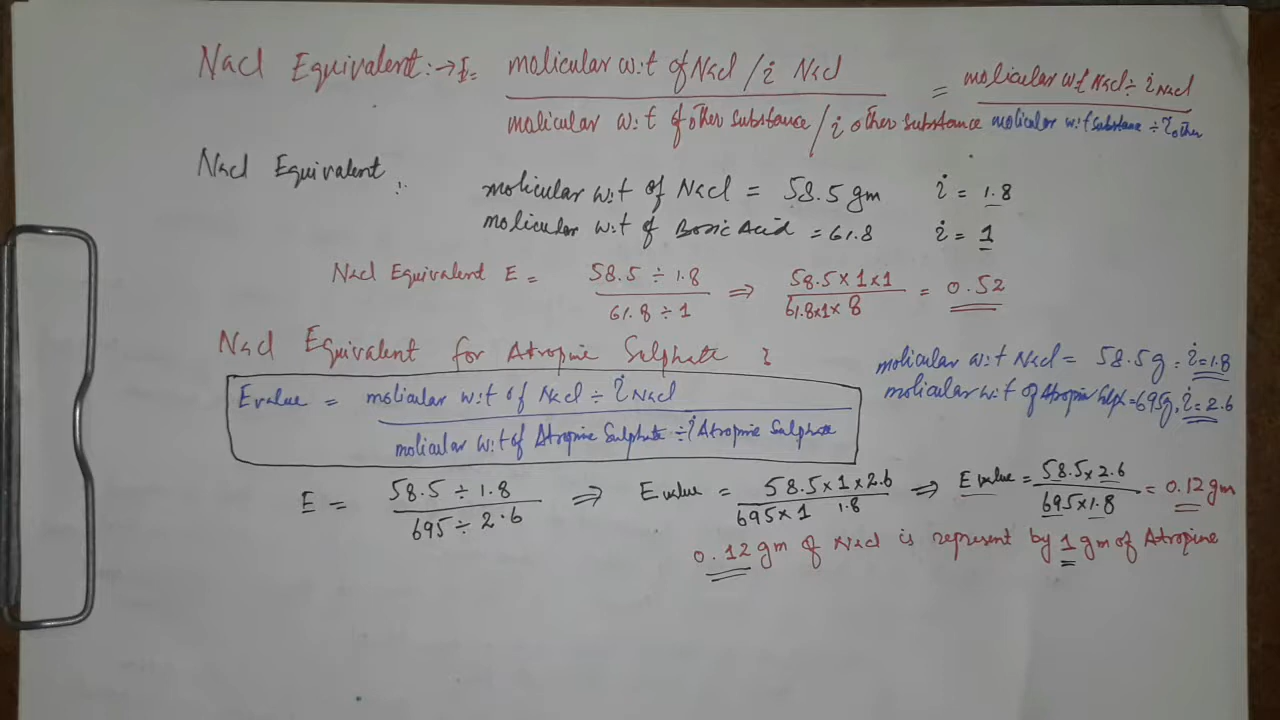 Nacl Equivalent:→ E= molicular w:t of Nacl / i Nacl = molicular wt Nacl ÷ i Nacl
molicular w:t of other substance / i other substance molicular w:t substance ÷ i other
Nacl Equivalent
molicular w:t of Nacl = 58.5 gm i = 1.8
molicular w:t of Boric Acid = 61.8 i = 1
Nacl Equivalent E = 58.5 ÷ 1.8 ⇒ 58.5 x 1 x 1 = 0.52
61.8 ÷ 1 61.8x1x 8
Nacl Equivalent for Atropine Sulphate ?
molicular w:t Nacl = 58.5g . i=1.8
molicular w:t of Atropin Sulph=695g, i=2.6
E value = molicular w:t of Nacl ÷ i Nacl
molicular w:t of Atropine Sulphate ÷ i Atropine Sulphate
E = 58.5 ÷ 1.8 ⇒ E value = 58.5 x 1 x 2.6 ⇒ E value = 58.5 x 2.6 = 0.12 gm
695 ÷ 2.6 695 x 1 1.8 695 x 1.8
0.12 gm of Nacl is represent by 1 gm of Atropine